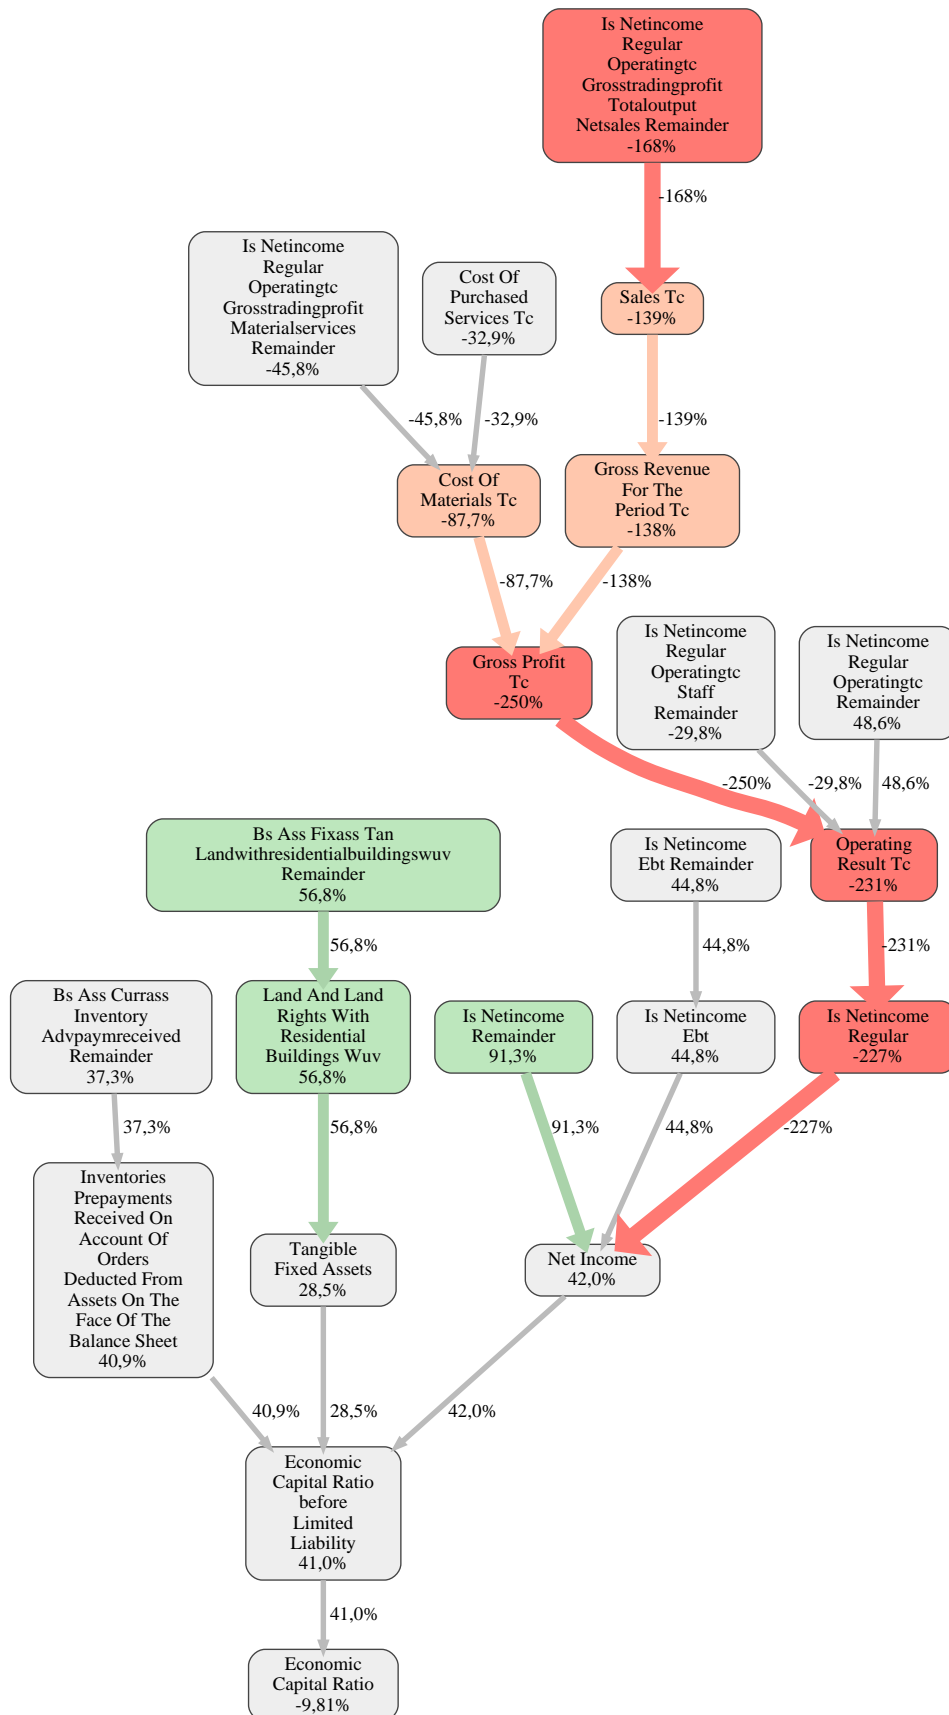 Is Netincome
Regular
Operatingtc
Grosstradingprofit
Totaloutput
Netsales Remainder
-168%
-168%
Is Netincome
Regular
Operatingtc
Grosstradingprofit
Materialservices
Remainder
-45,8%
Cost Of
Purchased
Services Tc
-32,9%
Sales Tc
-139%
-45,8%
-32,9%
-139%
Cost Of
Materials Tc
-87,7%
Gross Revenue
For The
Period Tc
-138%
-87,7%
-138%
Gross Profit
Tc
-250%
Is Netincome
Regular
Operatingtc
Staff
Remainder
-29,8%
Is Netincome
Regular
Operatingtc
Remainder
48,6%
-250%
-29,8%
48,6%
Bs Ass Fixass Tan
Landwithresidentialbuildingswuv
Remainder
56,8%
Is Netincome
Ebt Remainder
44,8%
Operating
Result Tc
-231%
56,8%
44,8%
-231%
Bs Ass Currass
Inventory
Advpaymreceived
Remainder
37,3%
Land And Land
Rights With
Residential
Buildings Wuv
56,8%
Is Netincome
Remainder
91,3%
Is Netincome
Ebt
44,8%
Is Netincome
Regular
-227%
37,3%
56,8%
91,3%
44,8%
-227%
Inventories
Prepayments
Received On
Account Of
Orders
Deducted From
Assets On The
Face Of The
Balance Sheet
40,9%
Tangible
Fixed Assets
28,5%
Net Income
42,0%
40,9%
28,5%
42,0%
Economic
Capital Ratio
before
Limited
Liability
41,0%
41,0%
Economic
Capital Ratio
-9,81%